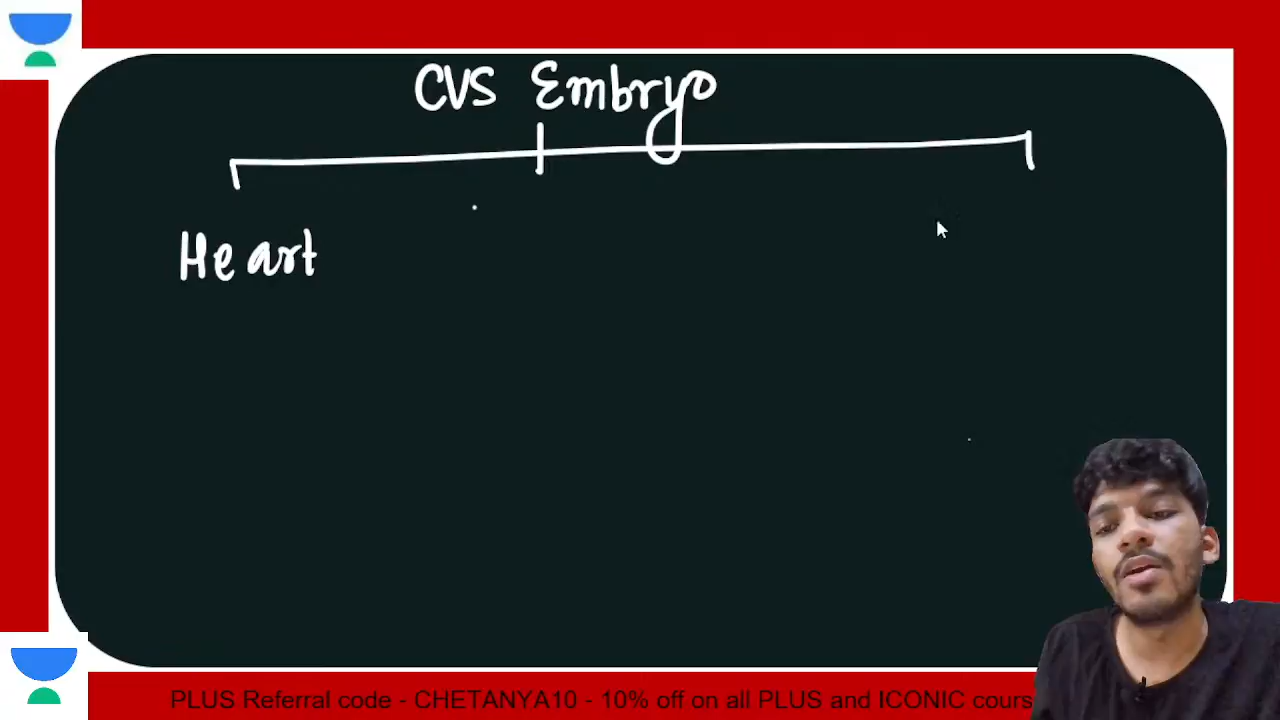 CVS Embryo
Heart
PLUS Referral code - CHETANYA10 - 10% off on all PLUS and ICONIC cours